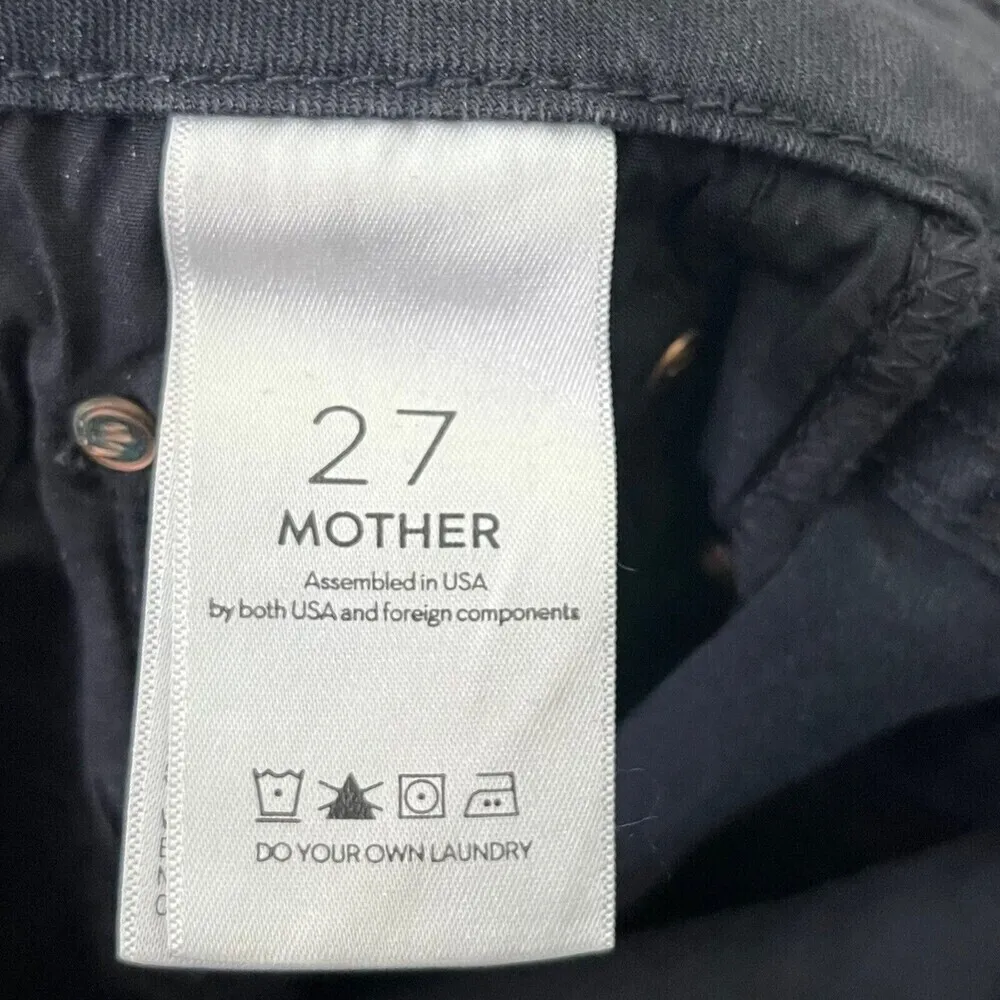 27
MOTHER
Assembled in USA
by both USA and foreign components
DO YOUR OWN LAUNDRY